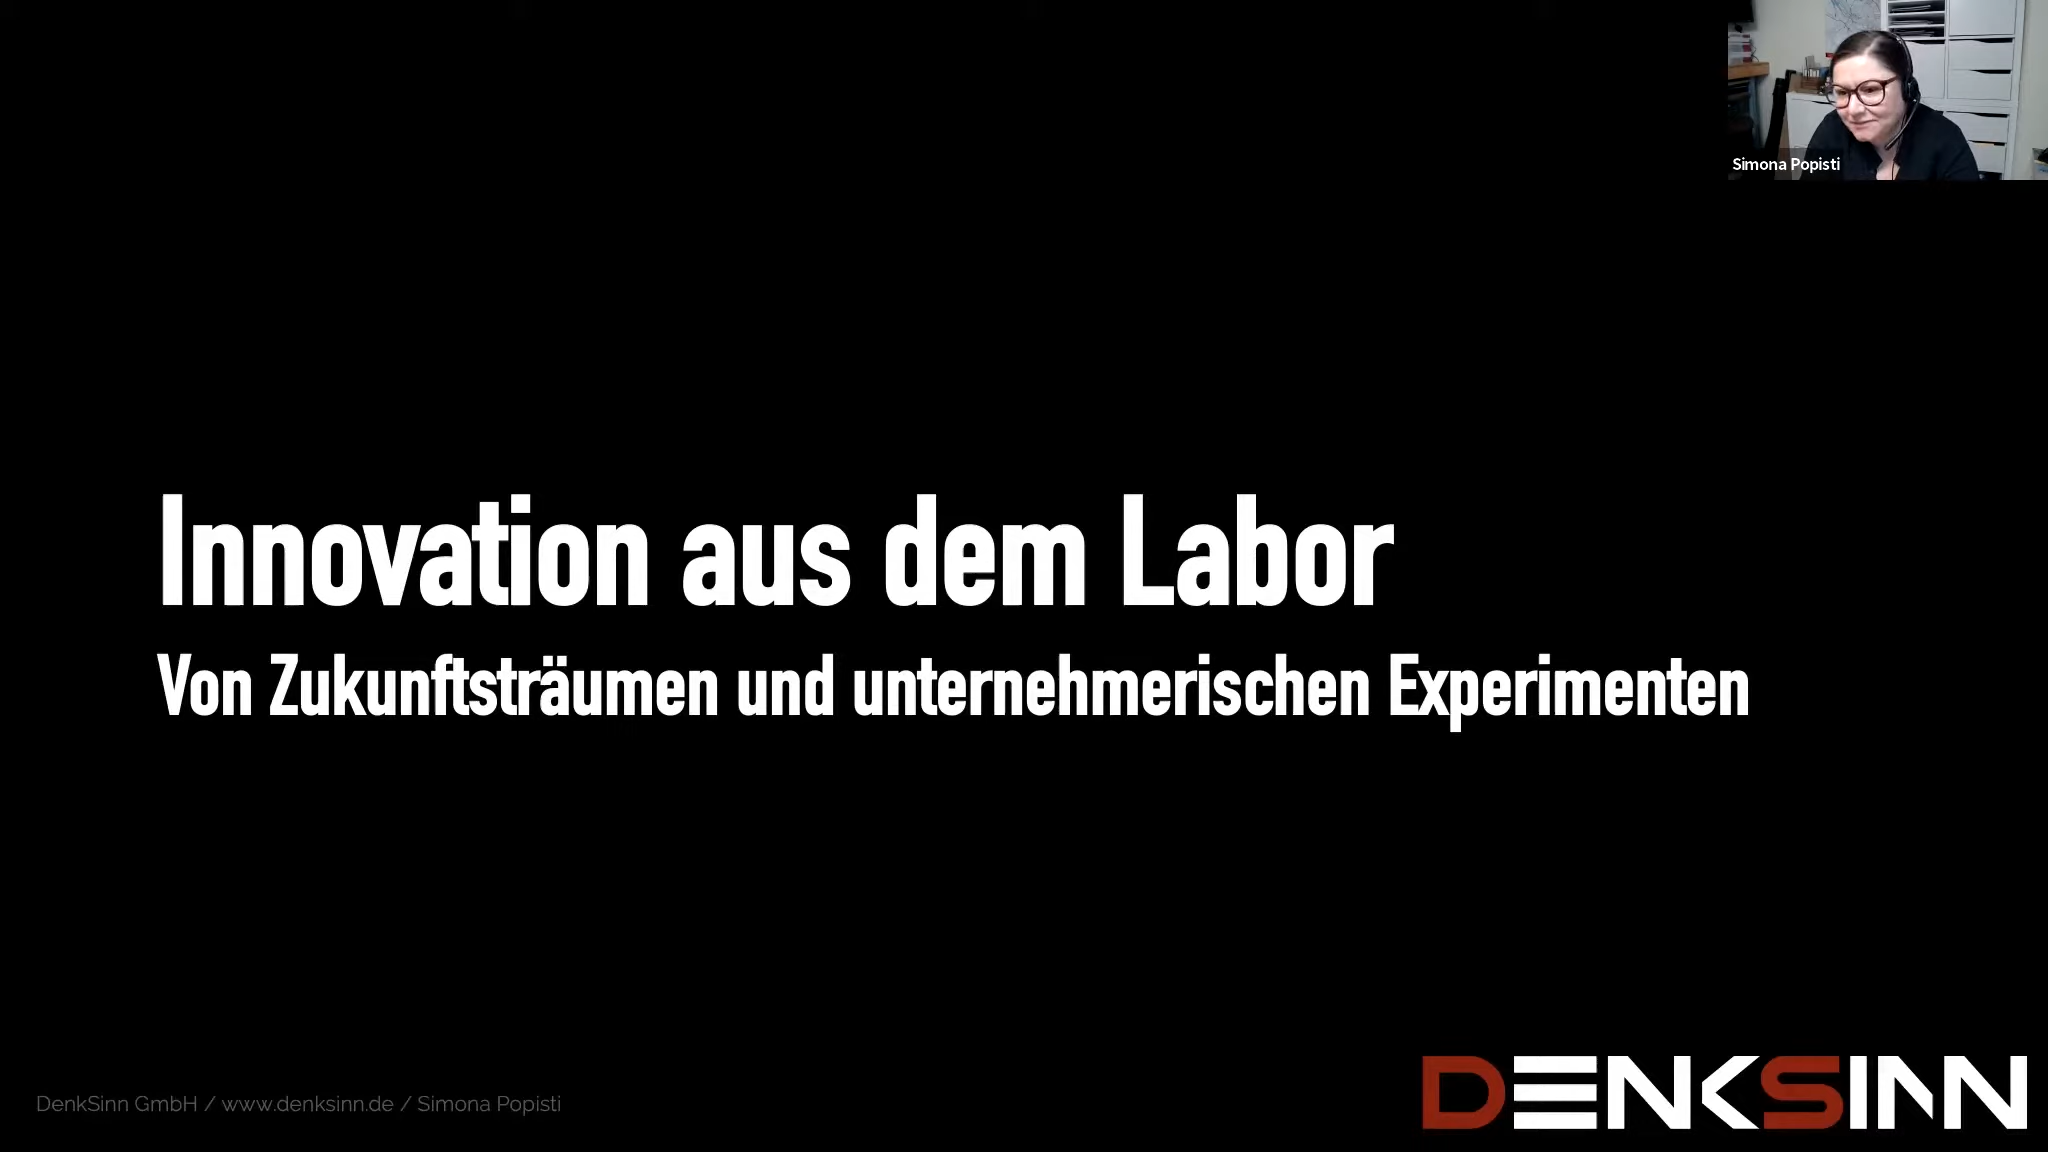 Simona Popisti
Innovation aus dem Labor
Von Zukunftsträumen und unternehmerischen Experimenten
DenkSinn GmbH / www.denksinn.de / Simona Popisti
DENKSINN